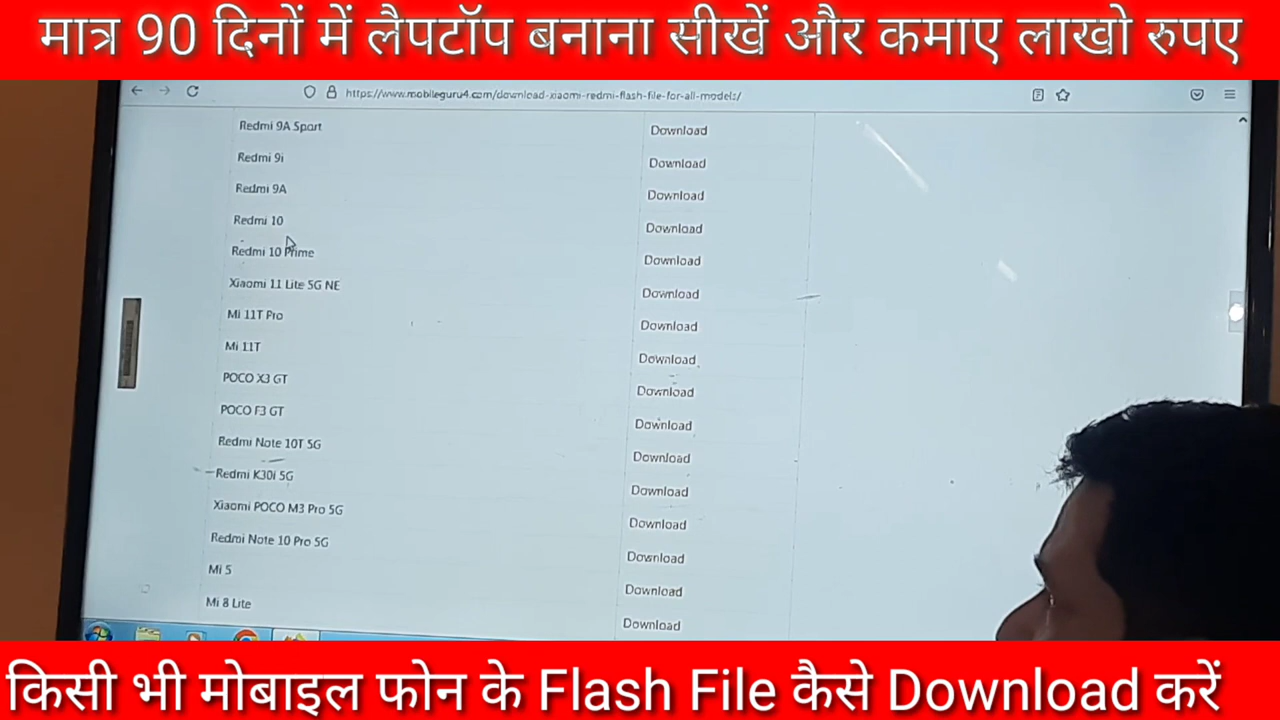 मात्र 90 दिनों में लैपटॉप बनाना सीखें और कमाए लाखो रुपए
https://www.mobileguru4.com/download-xiaomi-redmi-flash-file-for-all-models/
Redmi 9A Sport Download
Redmi 9i Download
Redmi 9A Download
Redmi 10 Download
Redmi 10 Prime Download
Xiaomi 11 Lite 5G NE Download
Mi 11T Pro Download
Mi 11T Download
POCO X3 GT Download
POCO F3 GT Download
Redmi Note 10T 5G Download
Redmi K30i 5G Download
Xiaomi POCO M3 Pro 5G Download
Redmi Note 10 Pro 5G Download
Mi 5 Download
Mi 8 Lite Download
किसी भी मोबाइल फोन के Flash File कैसे Download करें